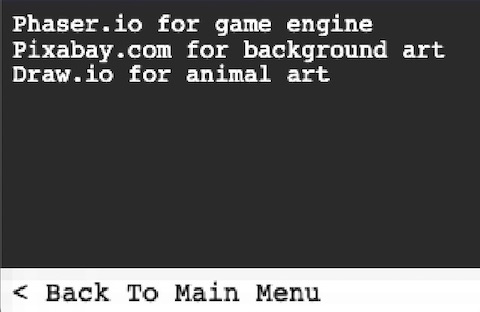 Phaser.io for game engine
Pixabay.com for background art
Draw.io for animal art
< Back To Main Menu